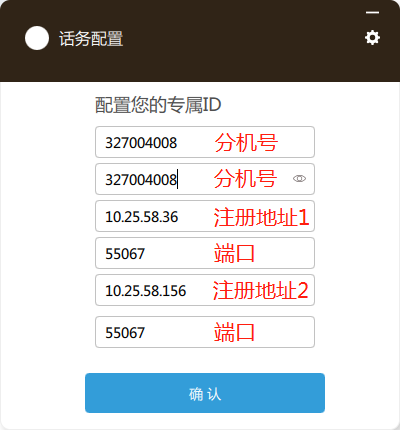 话务配置
配置您的专属ID
327004008 分机号
327004008 分机号
10.25.58.36 注册地址1
55067 端口
10.25.58.156 注册地址2
55067 端口
确 认